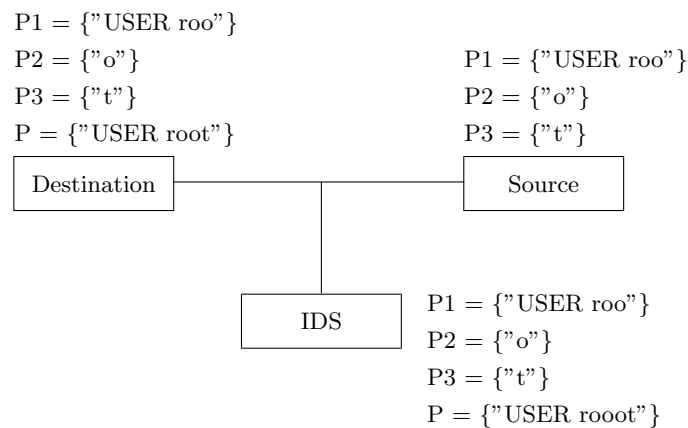 P1 = {”USER roo”}
P2 = {”o”}
P3 = {”t”}
P = {”USER root”}
Destination
P1 = {”USER roo”}
P2 = {”o”}
P3 = {”t”}
Source
IDS
P1 = {”USER roo”}
P2 = {”o”}
P3 = {”t”}
P = {”USER rooot”}